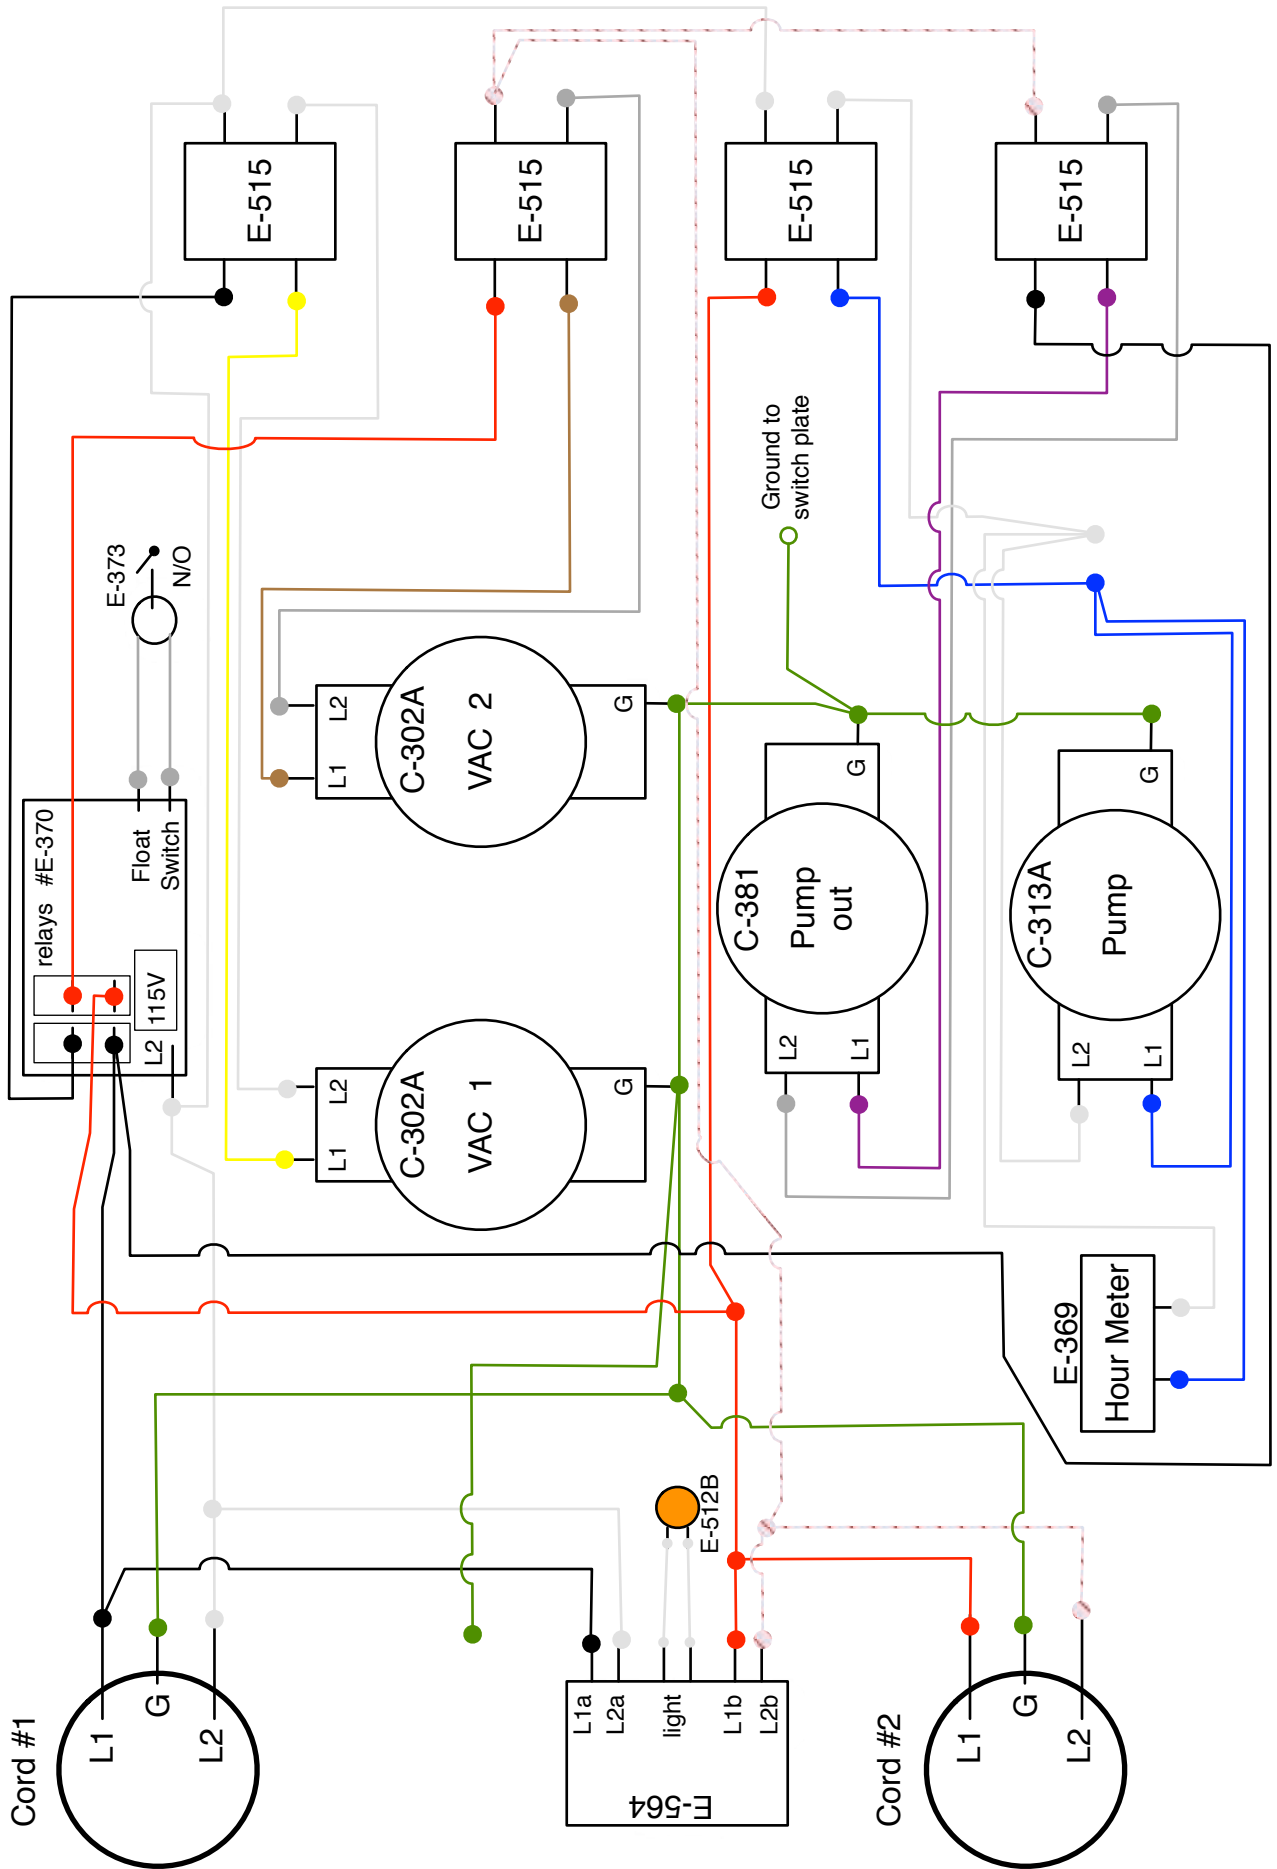 E-515
E-515
E-515
E-515
E-373
N/O
Ground to
switch plate
relays #E-370
Float
Switch
115V
L2
C-302A
VAC 2
L2
L1
G
C-302A
VAC 1
L2
L1
G
C-381
Pump
out
L2
L1
G
C-313A
Pump
L2
L1
G
E-369
Hour Meter
E-512B
Cord #1
L1
G
L2
L1a
L2a
light
L1b
L2b
E-564
Cord #2
L1
G
L2